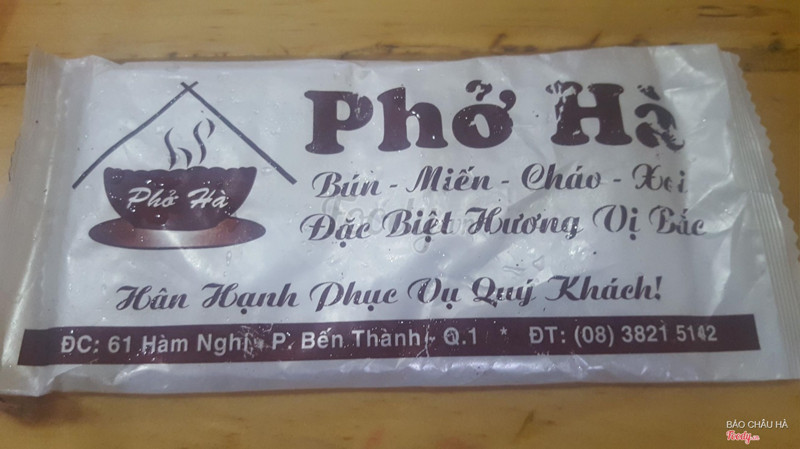 Phở Hà
Phở Hà
Bún - Miến - Cháo - Xôi
Đặc Biệt Hương Vị Bắc
Hân Hạnh Phục Vụ Quý Khách!
ĐC: 61 Hàm Nghi - P. Bến Thành - Q.1 * ĐT: (08) 3821 5142
BẢO CHÂU HÀ
Foody.vn